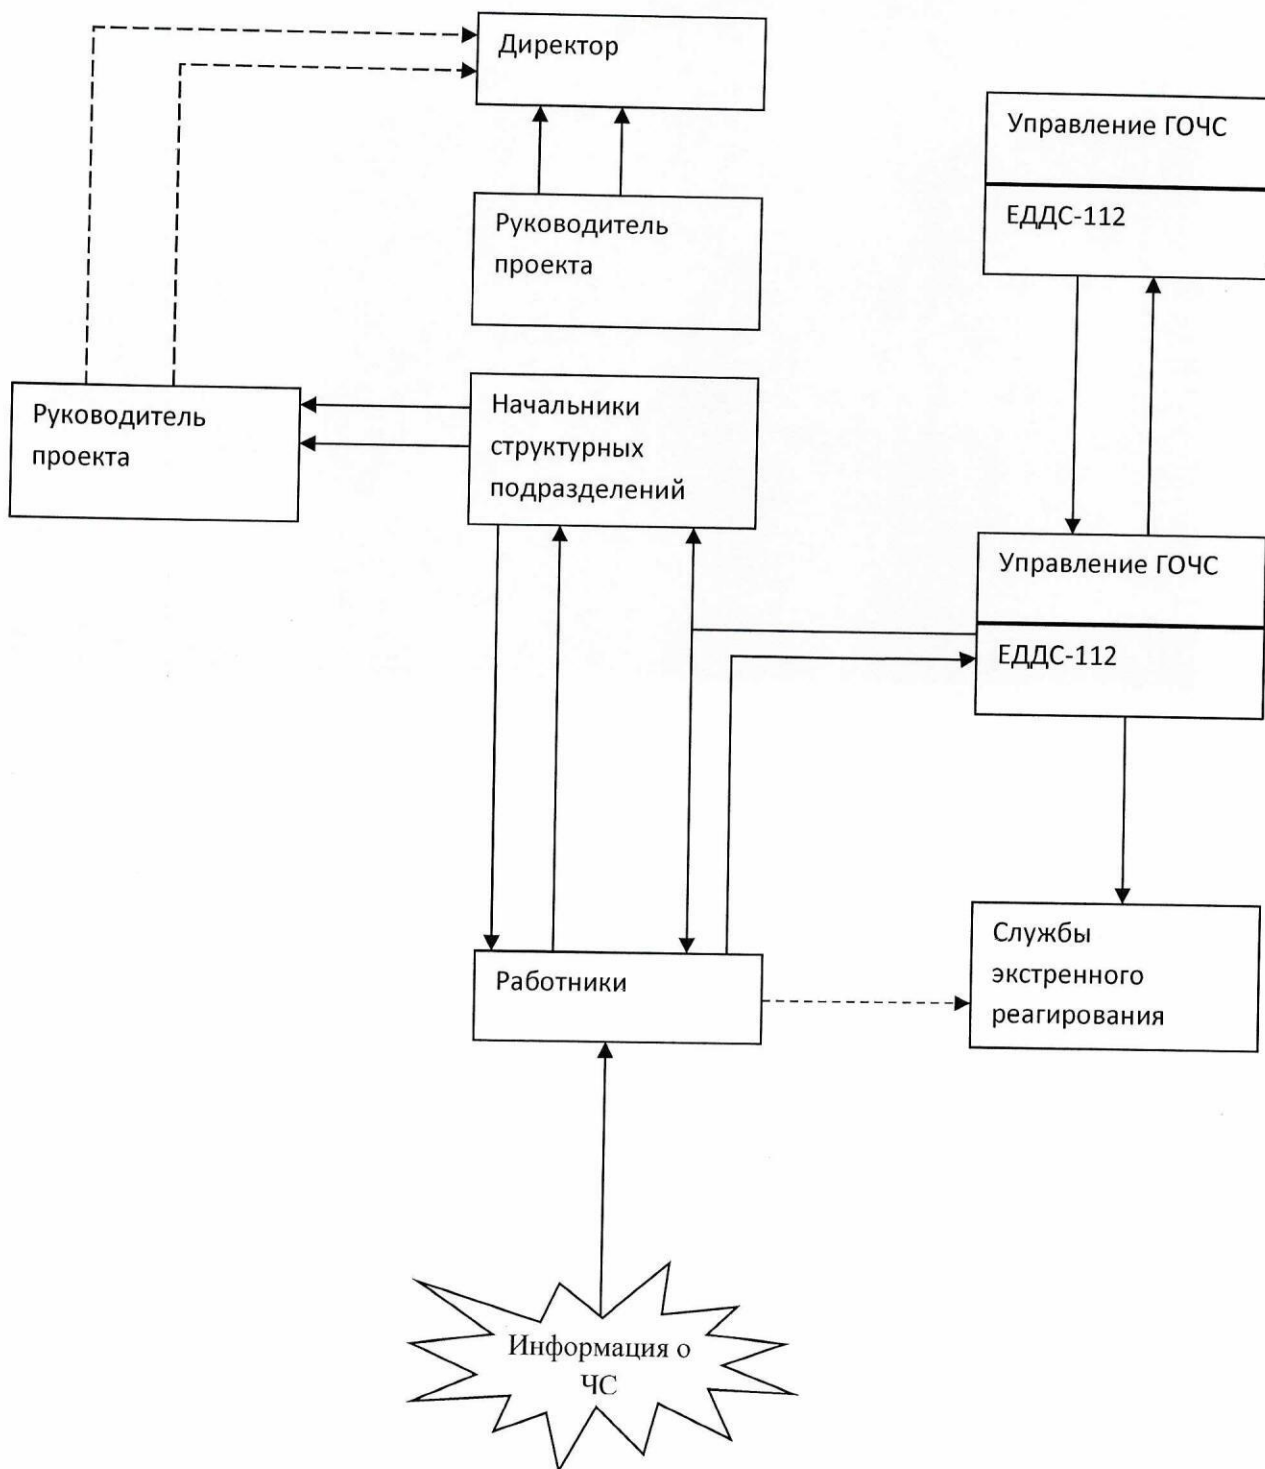 Директор
Управление ГОЧС
ЕДДС-112
Руководитель
проекта
Руководитель
проекта
Начальники
структурных
подразделений
Управление ГОЧС
ЕДДС-112
Работники
Службы
экстренного
реагирования
Информация о
ЧС